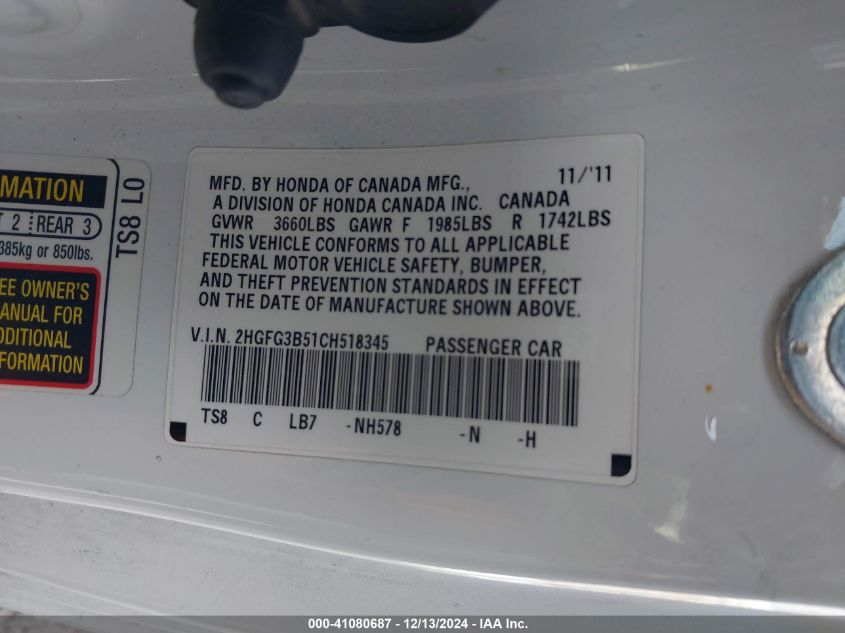 MATION
T 2 REAR 3
385kg or 850lbs.
EE OWNER'S
ANUAL FOR
DDITIONAL
FORMATION
TS8 L0
MFD. BY HONDA OF CANADA MFG., 11/'11
A DIVISION OF HONDA CANADA INC. CANADA
GVWR 3660LBS GAWR F 1985LBS R 1742LBS
THIS VEHICLE CONFORMS TO ALL APPLICABLE
FEDERAL MOTOR VEHICLE SAFETY, BUMPER,
AND THEFT PREVENTION STANDARDS IN EFFECT
ON THE DATE OF MANUFACTURE SHOWN ABOVE.
V.I.N. 2HGFG3B51CH518345 PASSENGER CAR
TS8 C LB7 -NH578 -N -H
000-41080687 - 12/13/2024 - IAA Inc.